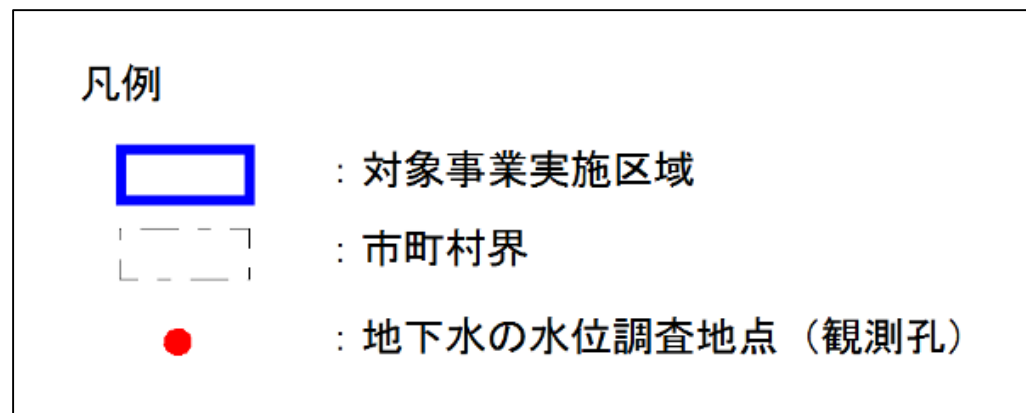 凡例
：対象事業実施区域
：市町村界
：地下水の水位調査地点（観測孔）